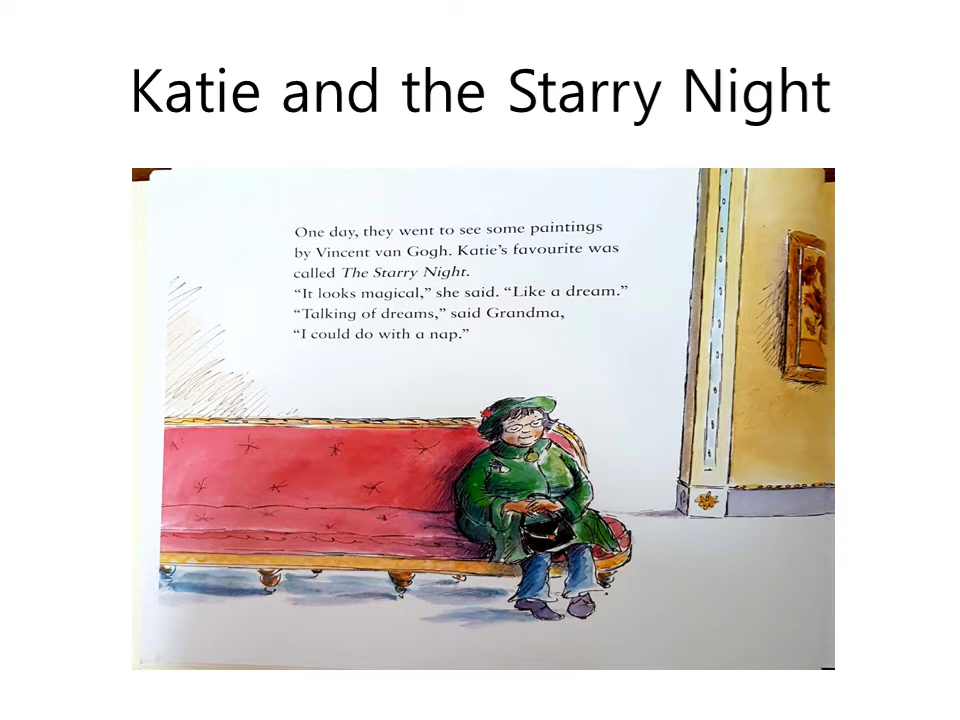 Katie and the Starry Night
One day, they went to see some paintings
by Vincent van Gogh. Katie's favourite was
called The Starry Night.
“It looks magical,” she said. “Like a dream.”
“Talking of dreams,” said Grandma,
“I could do with a nap.”